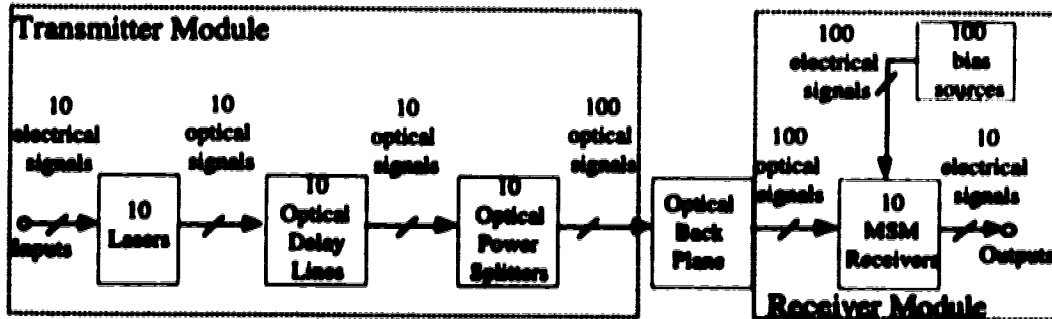 Transmitter Module
10
electrical
signals
10
optical
signals
10
optical
signals
100
optical
signals
Inputs
10
Lasers
10
Optical
Delay
Lines
10
Optical
Power
Splitters
Optical
Back
Plane
100
electrical
signals
100
bias
sources
100
optical
signals
10
electrical
signals
10
MSM
Receivers
Outputs
Receiver Module